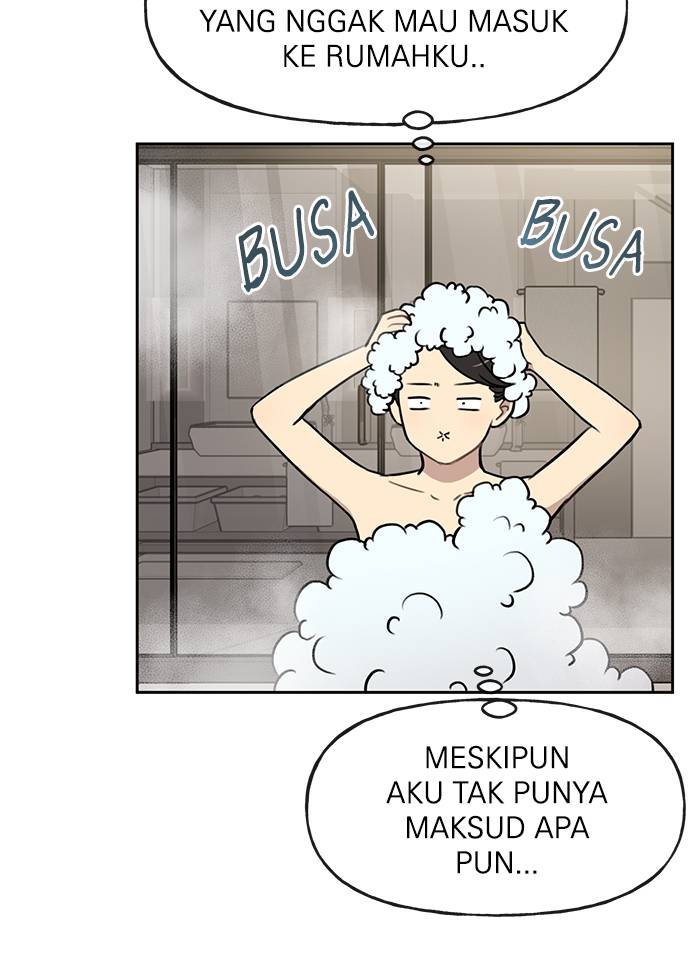 YANG NGGAK MAU MASUK
KE RUMAHKU..
BUSA
BUSA
MESKIPUN
AKU TAK PUNYA
MAKSUD APA
PUN...